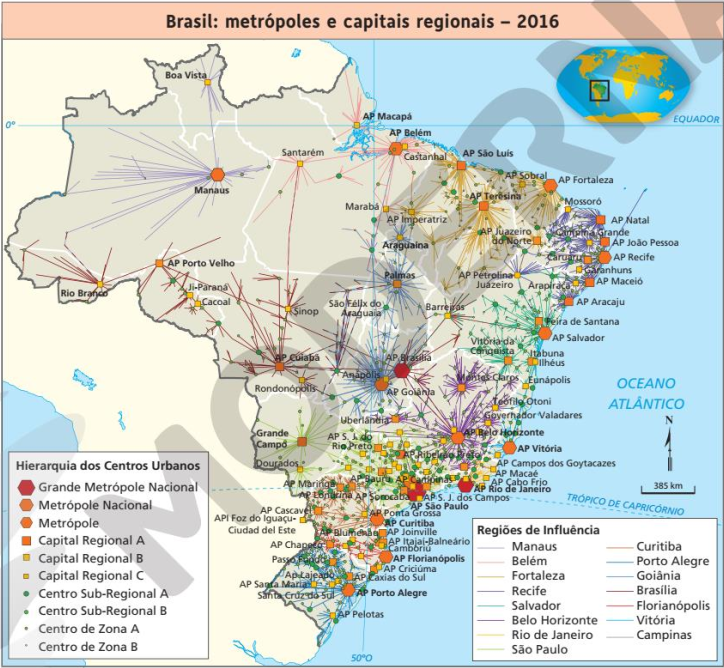 Brasil: metrópoles e capitais regionais – 2016
EQUADOR
0°
Boa Vista
AP Macapá
AP Belém
Castanhal
AP São Luís
Santarém
AP Sobral
AP Fortaleza
Manaus
Marabá
AP Imperatriz
AP Teresina
Mossoró
AP Natal
AP Juazeiro
do Norte
Campina Grande
AP João Pessoa
Araguaína
Caruaru
AP Recife
AP Porto Velho
Garanhuns
Palmas
AP Petrolina
Juazeiro
Arapiraca
AP Maceió
Rio Branco
Ji-Paraná
Cacoal
Sinop
São Félix do
Araguaia
Barreiras
AP Aracaju
Feira de Santana
AP Salvador
Vitória da
Conquista
AP Cuiabá
AP Brasília
Itabuna
Ilhéus
Anápolis
Rondonópolis
AP Goiânia
Montes Claros
Eunápolis
Teófilo Otoni
Governador Valadares
OCEANO
ATLÂNTICO
Uberlândia
Grande
Campo
AP S. J. do
Rio Preto
AP Belo Horizonte
AP Vitória
AP Ribeirão Preto
Dourados
AP Campos do Goytacazes
AP Macaé
AP Cabo Frio
AP Bauru
AP Campinas
AP Maringá
AP Rio de Janeiro
AP Londrina
AP Sorocaba
AP S. J. dos Campos
AP São Paulo
N
385 km
TRÓPICO DE CAPRICÓRNIO
AP Cascavel
AP Ponta Grossa
API Foz do Iguaçu-
Ciudad del Este
AP Curitiba
AP Joinville
AP Blumenau
AP Itajaí-Balneário
Camboriú
AP Chapecó
AP Florianópolis
Passo Fundo
AP Criciúma
Ap Lajeado
AP Caxias do Sul
AP Santa Maria
Santa Cruz do Sul
AP Porto Alegre
AP Pelotas
50°O
Hierarquia dos Centros Urbanos
Grande Metrópole Nacional
Metrópole Nacional
Metrópole
Capital Regional A
Capital Regional B
Capital Regional C
Centro Sub-Regional A
Centro Sub-Regional B
Centro de Zona A
Centro de Zona B
Regiões de Influência
Manaus
Belém
Fortaleza
Recife
Salvador
Belo Horizonte
Rio de Janeiro
São Paulo
Curitiba
Porto Alegre
Goiânia
Brasília
Florianópolis
Vitória
Campinas